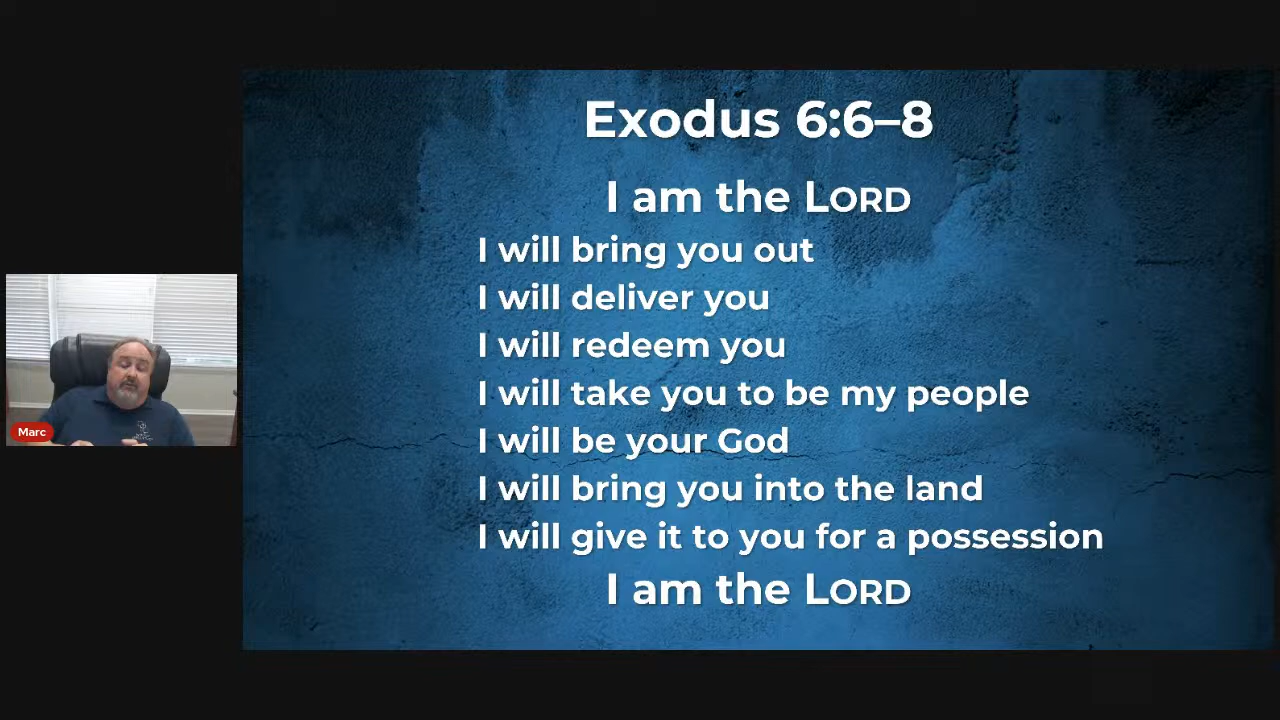 Exodus 6:6–8
I am the LORD
I will bring you out
I will deliver you
I will redeem you
I will take you to be my people
I will be your God
I will bring you into the land
I will give it to you for a possession
I am the LORD
Marc